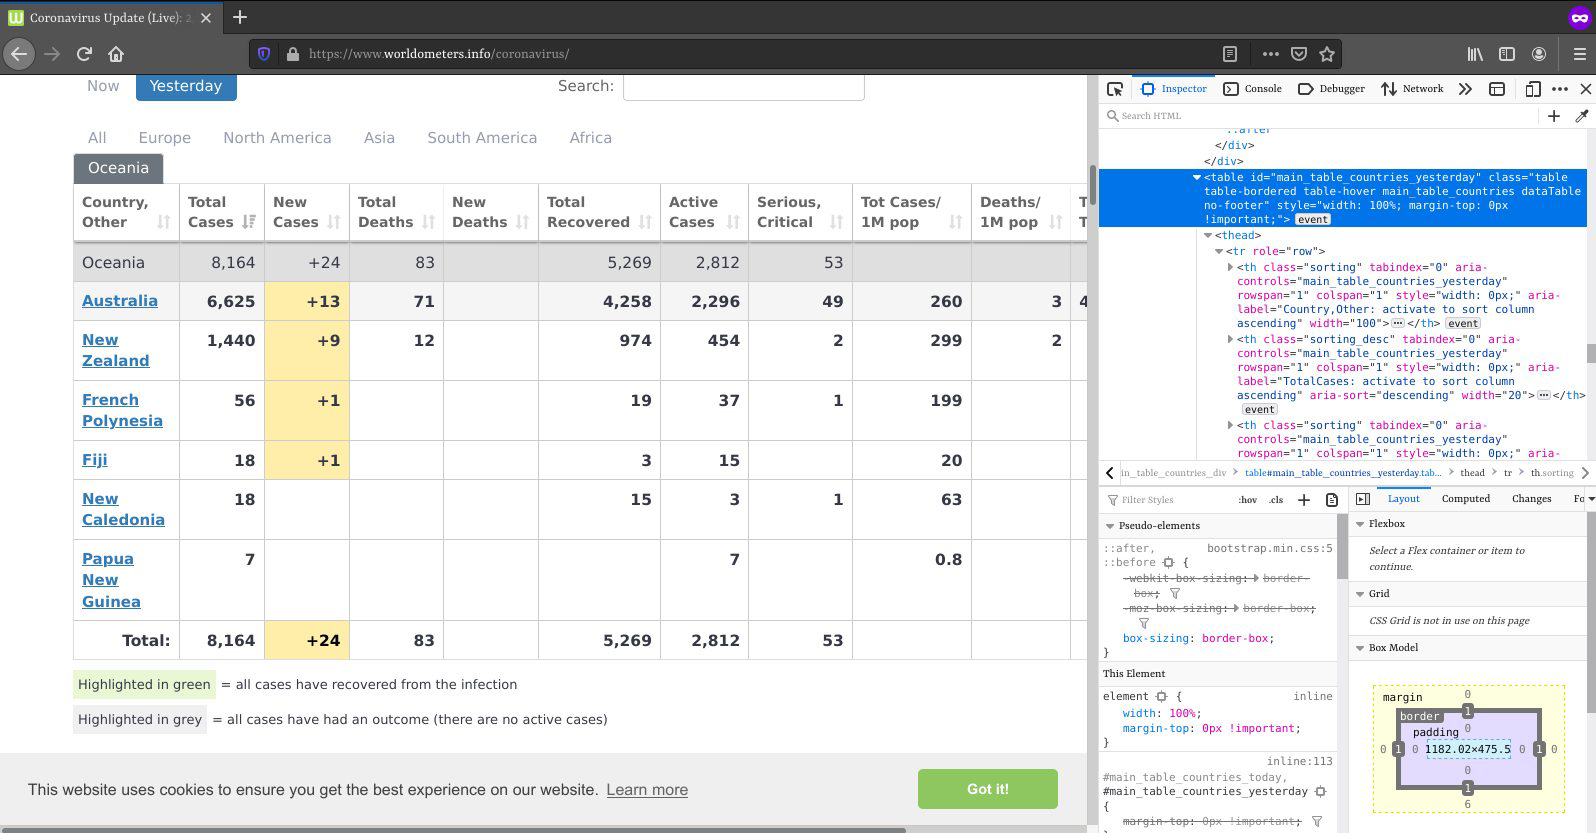 Coronavirus Update (Live): 2,
https://www.worldometers.info/coronavirus/
Now Yesterday Search:
All Europe North America Asia South America Africa
Oceania
Country, Other Total Cases New Cases Total Deaths New Deaths Total Recovered Active Cases Serious, Critical Tot Cases/ 1M pop Deaths/ 1M pop T T
Oceania 8,164 +24 83 5,269 2,812 53
Australia 6,625 +13 71 4,258 2,296 49 260 3 4
New Zealand 1,440 +9 12 974 454 2 299 2
French Polynesia 56 +1 19 37 1 199
Fiji 18 +1 3 15 20
New Caledonia 18 15 3 1 63
Papua New Guinea 7 7 0.8
Total: 8,164 +24 83 5,269 2,812 53
Highlighted in green = all cases have recovered from the infection
Highlighted in grey = all cases have had an outcome (there are no active cases)
This website uses cookies to ensure you get the best experience on our website. Learn more Got it!
Inspector Console Debugger Network
Search HTML
::after
</div>
</div>
<table id="main_table_countries_yesterday" class="table
table-bordered table-hover main_table_countries dataTable
no-footer" style="width: 100%; margin-top: 0px
!important;"> event
<thead>
<tr role="row">
<th class="sorting" tabindex="0" aria-
controls="main_table_countries_yesterday"
rowspan="1" colspan="1" style="width: 0px;" aria-
label="Country,Other: activate to sort column
ascending" width="100">…</th> event
<th class="sorting_desc" tabindex="0" aria-
controls="main_table_countries_yesterday"
rowspan="1" colspan="1" style="width: 0px;" aria-
label="TotalCases: activate to sort column
ascending" aria-sort="descending" width="20">…</th>
event
<th class="sorting" tabindex="0" aria-
controls="main_table_countries_yesterday"
rowspan="1" colspan="1" style="width: 0px;" aria-
in_table_countries_div table#main_table_countries_yesterday.tab… thead tr th.sorting
Filter Styles :hov .cls
Pseudo-elements
::after, bootstrap.min.css:5
::before {
-webkit-box-sizing: border-
box;
-moz-box-sizing: border-box;
box-sizing: border-box;
}
This Element
element { inline
width: 100%;
margin-top: 0px !important;
}
inline:113
#main_table_countries_today,
#main_table_countries_yesterday
{
margin-top: 0px !important;
Layout Computed Changes Fo
Flexbox
Select a Flex container or item to
continue.
Grid
CSS Grid is not in use on this page
Box Model
margin 0
border 1
padding 0
0 1 0 1182.02×475.5 0 1 0
0
1
6